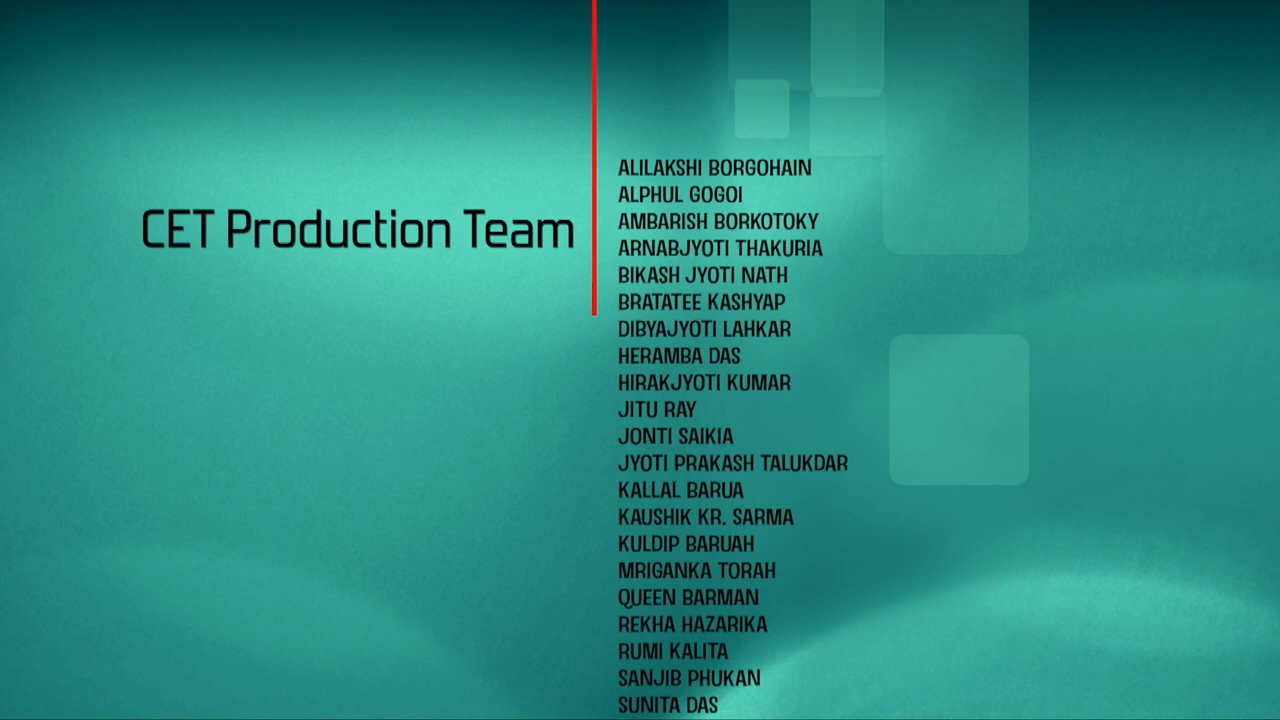 CET Production Team
ALILAKSHI BORGOHAIN
ALPHUL GOGOI
AMBARISH BORKOTOKY
ARNABJYOTI THAKURIA
BIKASH JYOTI NATH
BRATATEE KASHYAP
DIBYAJYOTI LAHKAR
HERAMBA DAS
HIRAKJYOTI KUMAR
JITU RAY
JONTI SAIKIA
JYOTI PRAKASH TALUKDAR
KALLAL BARUA
KAUSHIK KR. SARMA
KULDIP BARUAH
MRIGANKA TORAH
QUEEN BARMAN
REKHA HAZARIKA
RUMI KALITA
SANJIB PHUKAN
SUNITA DAS